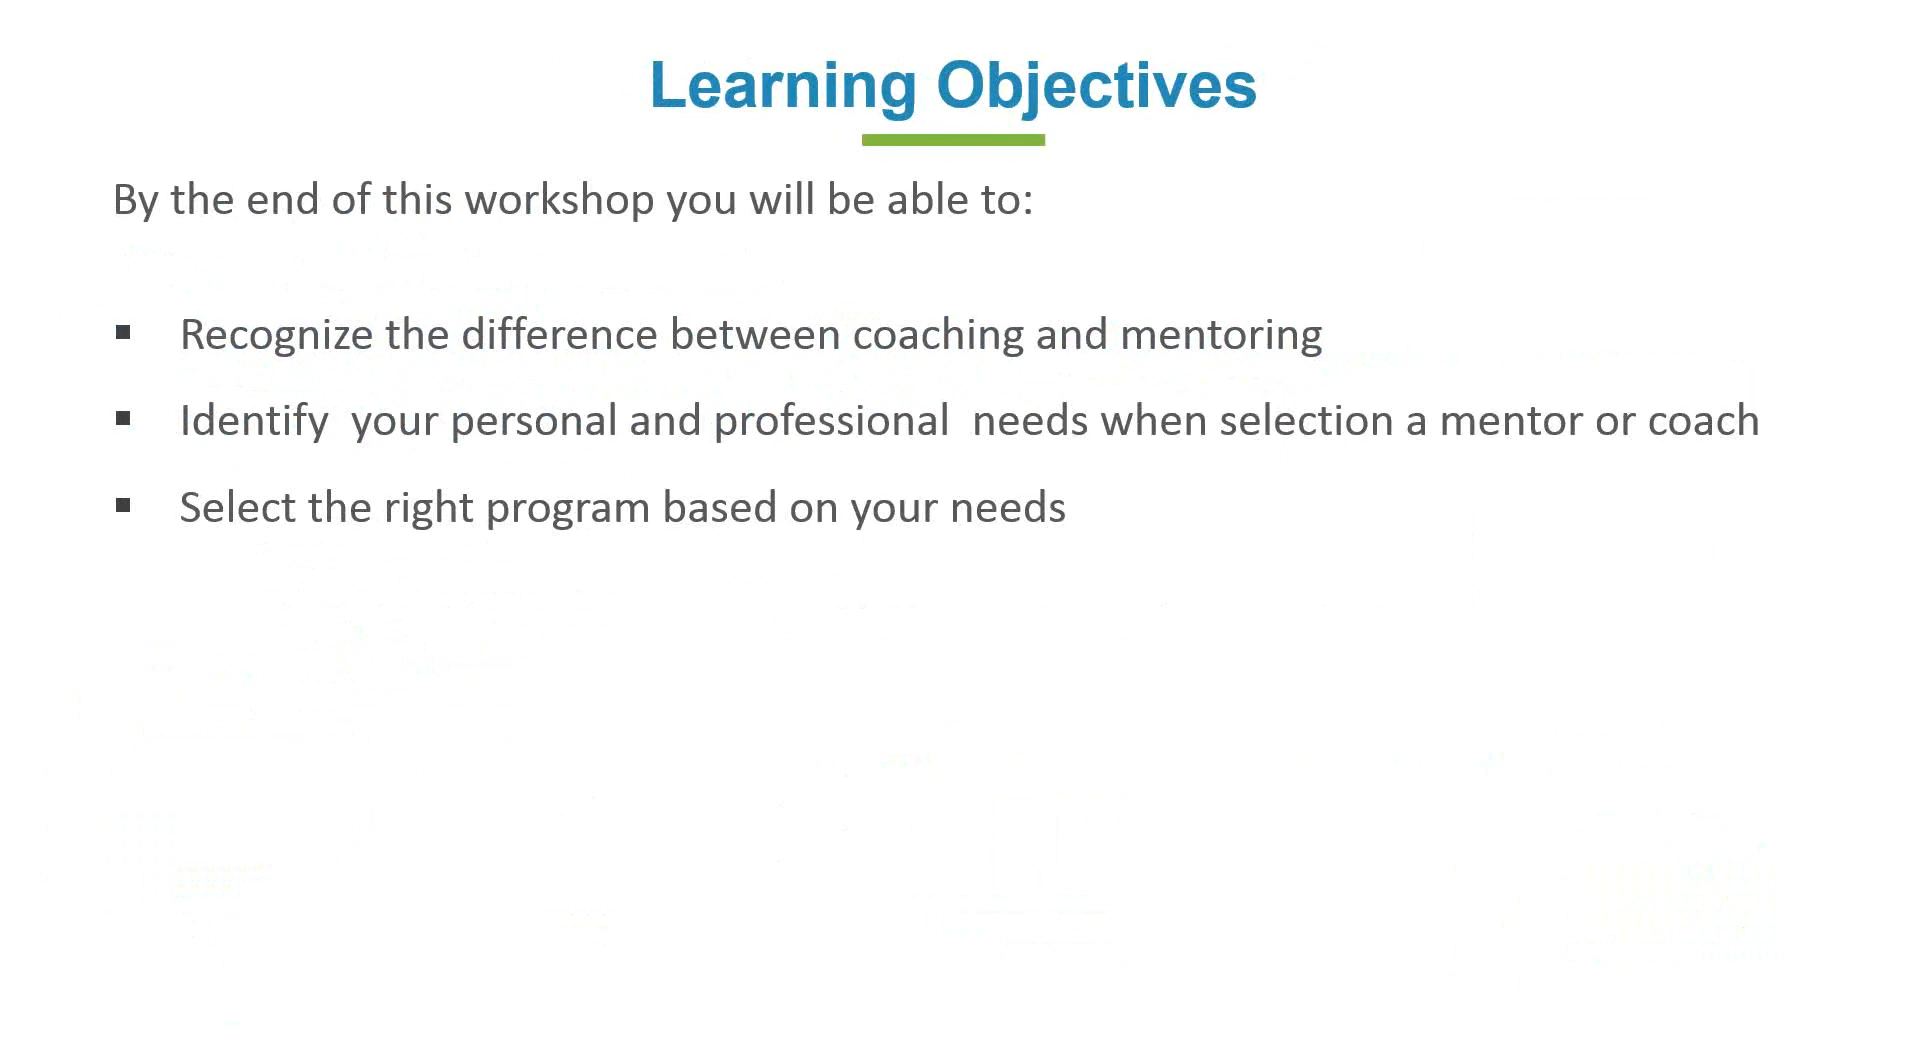 Learning Objectives
By the end of this workshop you will be able to:
▪ Recognize the difference between coaching and mentoring
▪ Identify  your personal and professional  needs when selection a mentor or coach
▪ Select the right program based on your needs